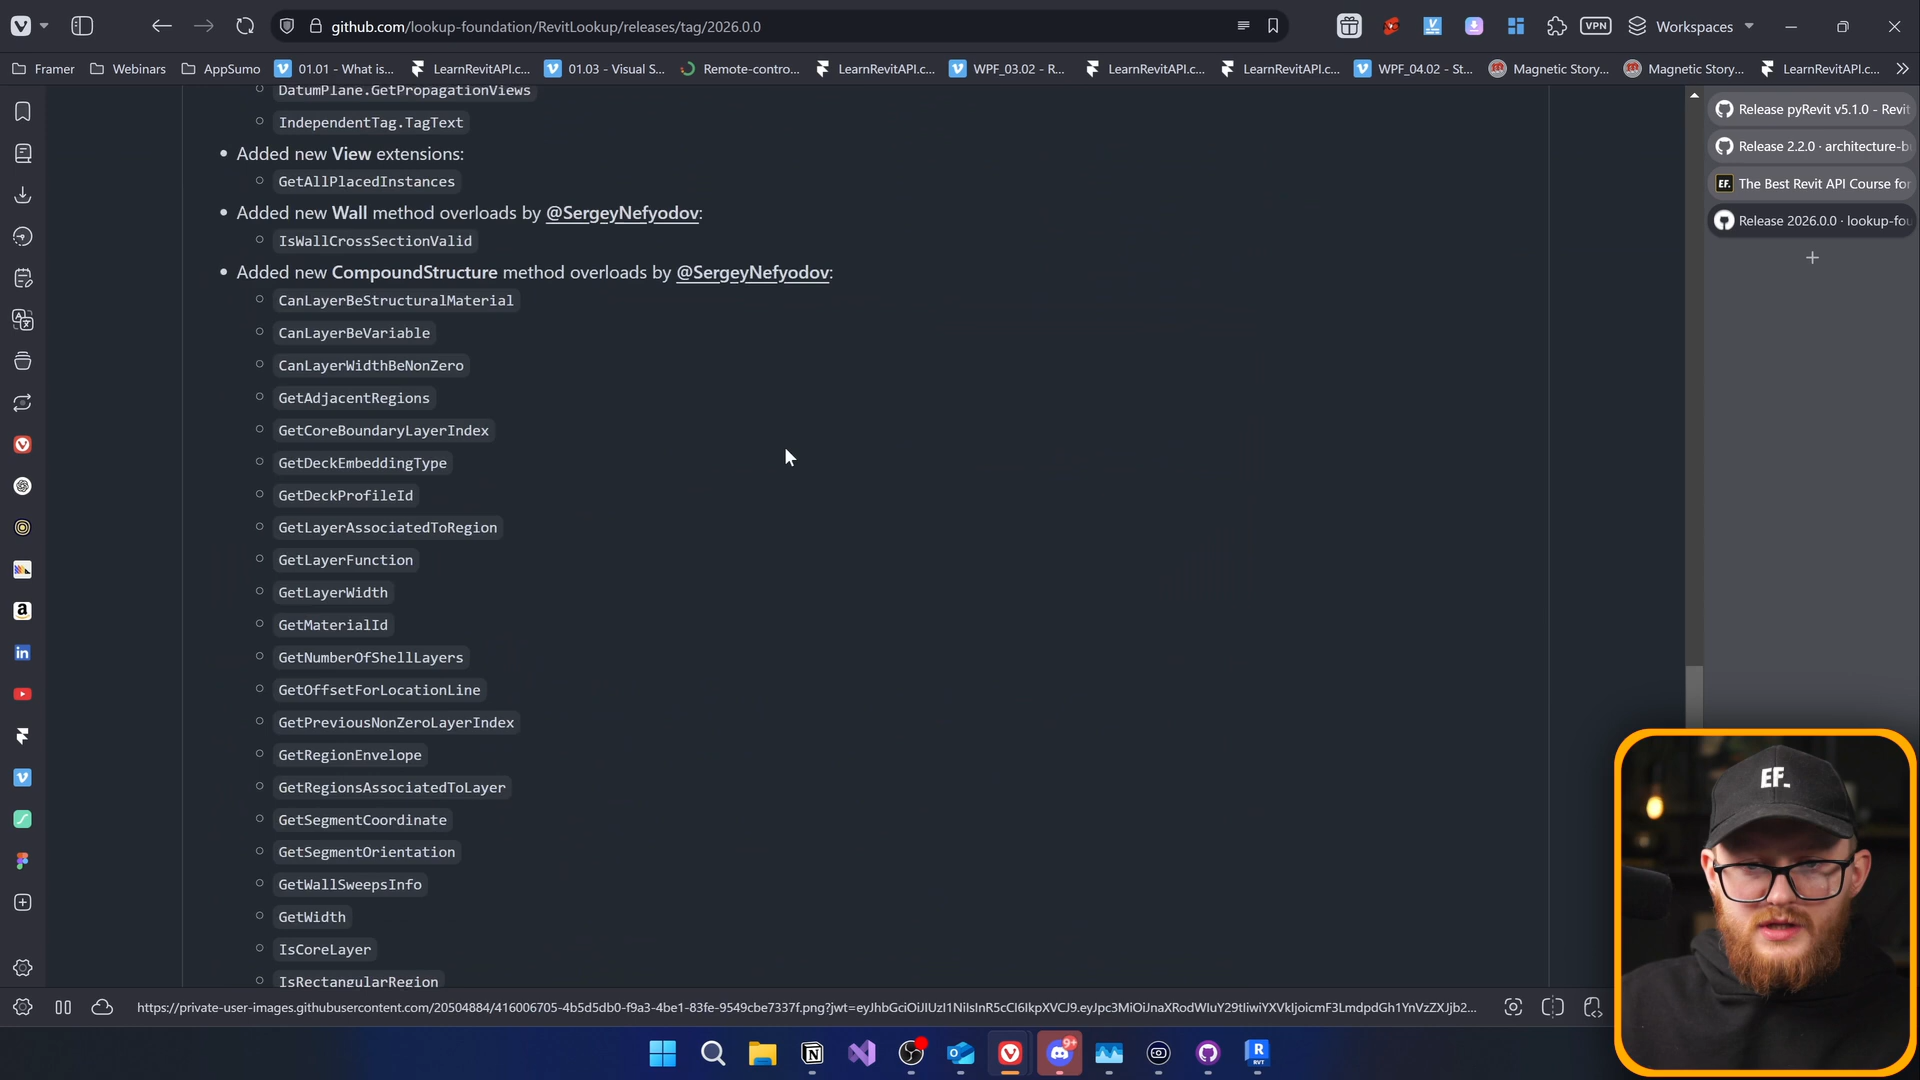 github.com/lookup-foundation/RevitLookup/releases/tag/2026.0.0
VPN
Workspaces
Framer
Webinars
AppSumo
01.01 - What is...
LearnRevitAPI.c...
01.03 - Visual S...
Remote-contro...
LearnRevitAPI.c...
WPF_03.02 - R...
LearnRevitAPI.c...
LearnRevitAPI.c...
WPF_04.02 - St...
Magnetic Story...
Magnetic Story...
LearnRevitAPI.c...
Release pyRevit v5.1.0 - Revit
Release 2.2.0 · architecture-b
The Best Revit API Course for
Release 2026.0.0 · lookup-fou
DatumPlane.GetPropagationViews
IndependentTag.TagText
Added new View extensions:
GetAllPlacedInstances
Added new Wall method overloads by @SergeyNefyodov:
IsWallCrossSectionValid
Added new CompoundStructure method overloads by @SergeyNefyodov:
CanLayerBeStructuralMaterial
CanLayerBeVariable
CanLayerWidthBeNonZero
GetAdjacentRegions
GetCoreBoundaryLayerIndex
GetDeckEmbeddingType
GetDeckProfileId
GetLayerAssociatedToRegion
GetLayerFunction
GetLayerWidth
GetMaterialId
GetNumberOfShellLayers
GetOffsetForLocationLine
GetPreviousNonZeroLayerIndex
GetRegionEnvelope
GetRegionsAssociatedToLayer
GetSegmentCoordinate
GetSegmentOrientation
GetWallSweepsInfo
GetWidth
IsCoreLayer
IsRectangularRegion
EF.
9+